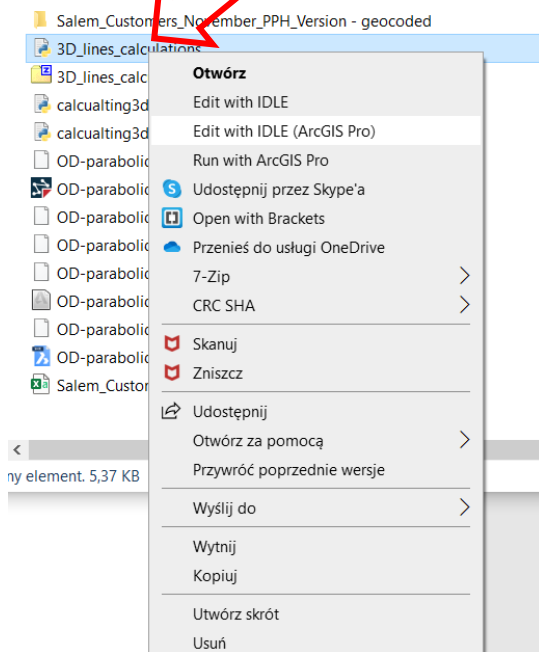 Salem_Customers_November_PPH_Version - geocoded
3D_lines_calculations
3D_lines_calc
calcualting3d
calcualting3d
OD-parabolic
OD-parabolic
OD-parabolic
OD-parabolic
OD-parabolic
OD-parabolic
OD-parabolic
OD-parabolic
Salem_Custor
ny element. 5,37 KB
Otwórz
Edit with IDLE
Edit with IDLE (ArcGIS Pro)
Run with ArcGIS Pro
Udostępnij przez Skype'a
Open with Brackets
Przenieś do usługi OneDrive
7-Zip
CRC SHA
Skanuj
Zniszcz
Udostępnij
Otwórz za pomocą
Przywróć poprzednie wersje
Wyślij do
Wytnij
Kopiuj
Utwórz skrót
Usuń